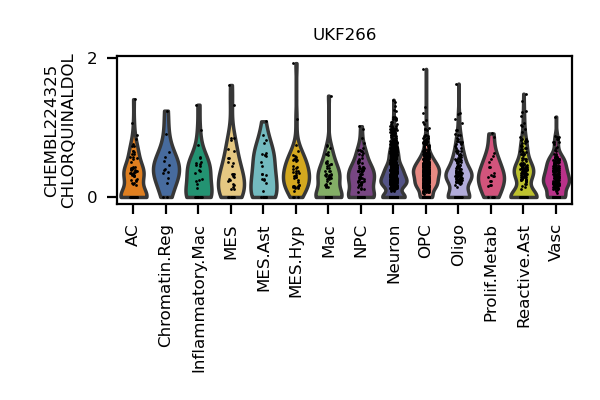 UKF266
CHEMBL224325
CHLORQUINALDOL
2
0
AC
Chromatin.Reg
Inflammatory.Mac
MES
MES.Ast
MES.Hyp
Mac
NPC
Neuron
OPC
Oligo
Prolif.Metab
Reactive.Ast
Vasc